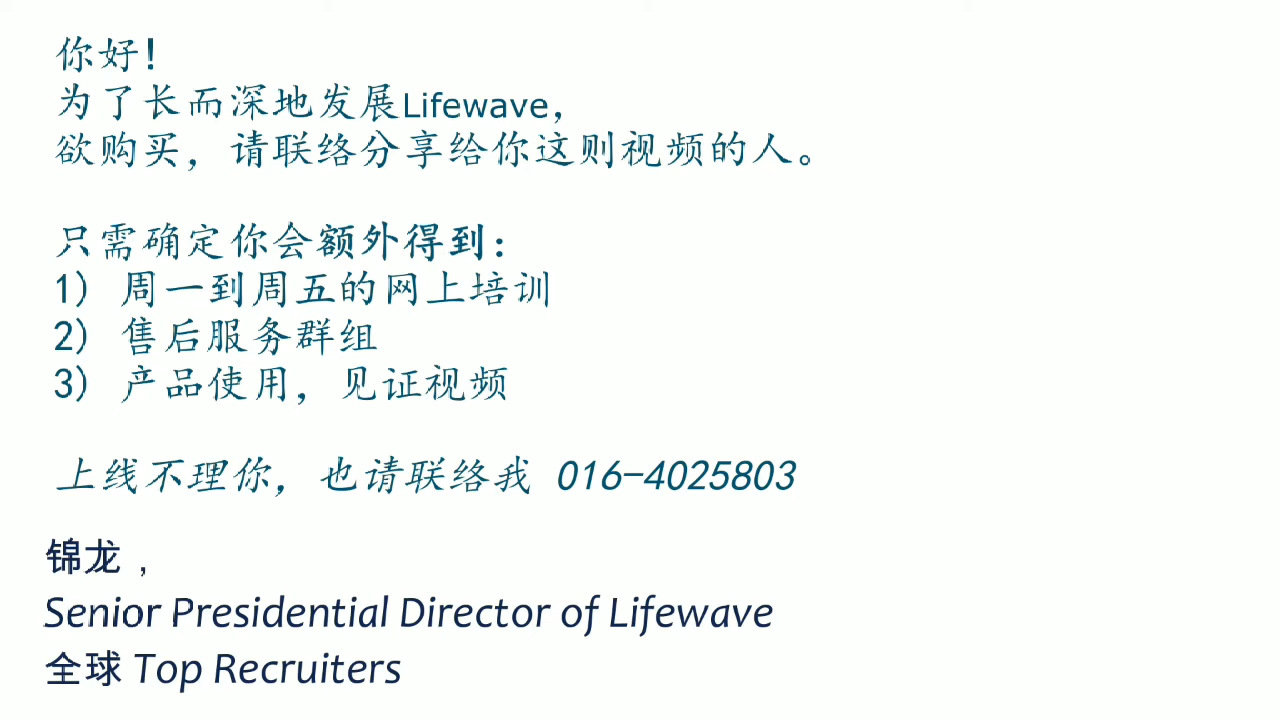 你好!
为了长而深地发展Lifewave,
欲购买，请联络分享给你这则视频的人。
只需确定你会额外得到：
1) 周一到周五的网上培训
2) 售后服务群组
3) 产品使用，见证视频
上线不理你，也请联络我 016-4025803
锦龙，
Senior Presidential Director of Lifewave
全球 Top Recruiters